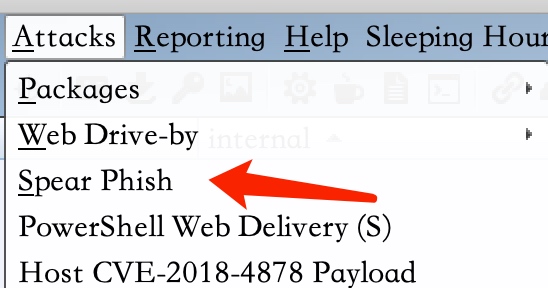 Attacks Reporting Help Sleeping Hour
Packages
Web Drive-by
internal
Spear Phish
PowerShell Web Delivery (S)
Host CVE-2018-4878 Payload